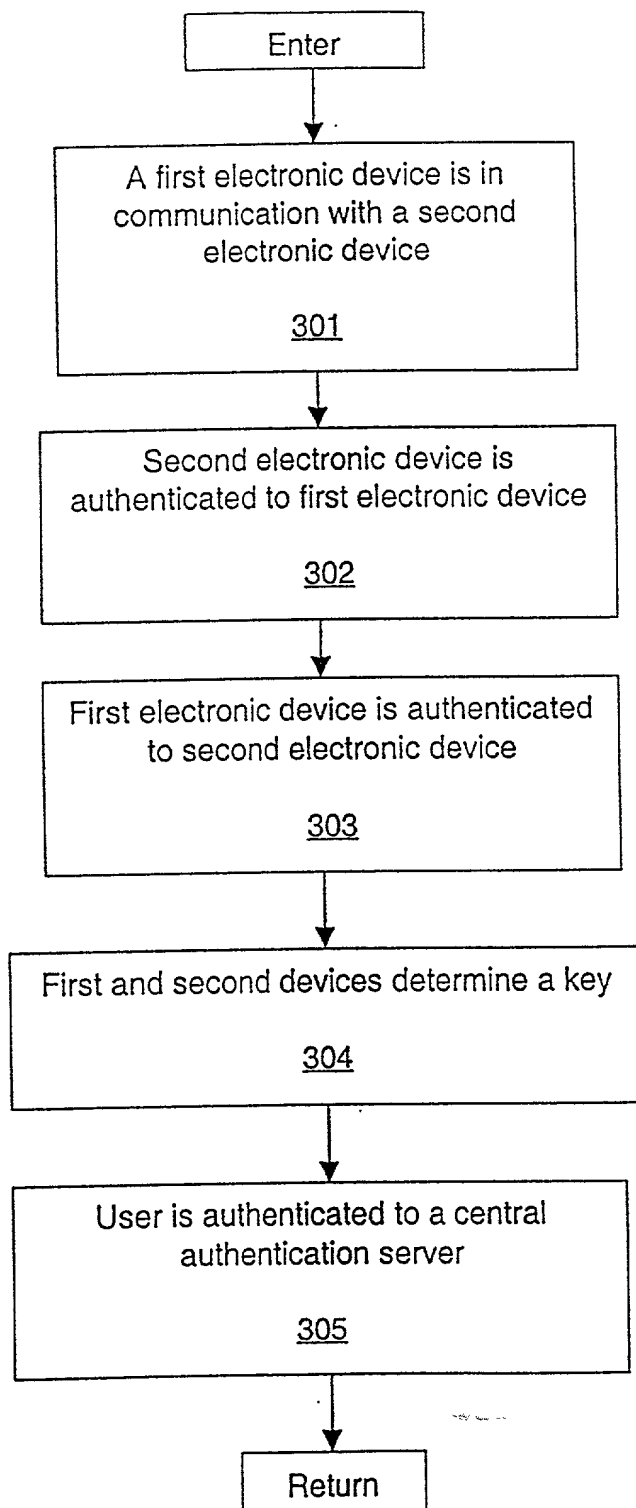 Enter
A first electronic device is in
communication with a second
electronic device
301
Second electronic device is
authenticated to first electronic device
302
First electronic device is authenticated
to second electronic device
303
First and second devices determine a key
304
User is authenticated to a central
authentication server
305
Return